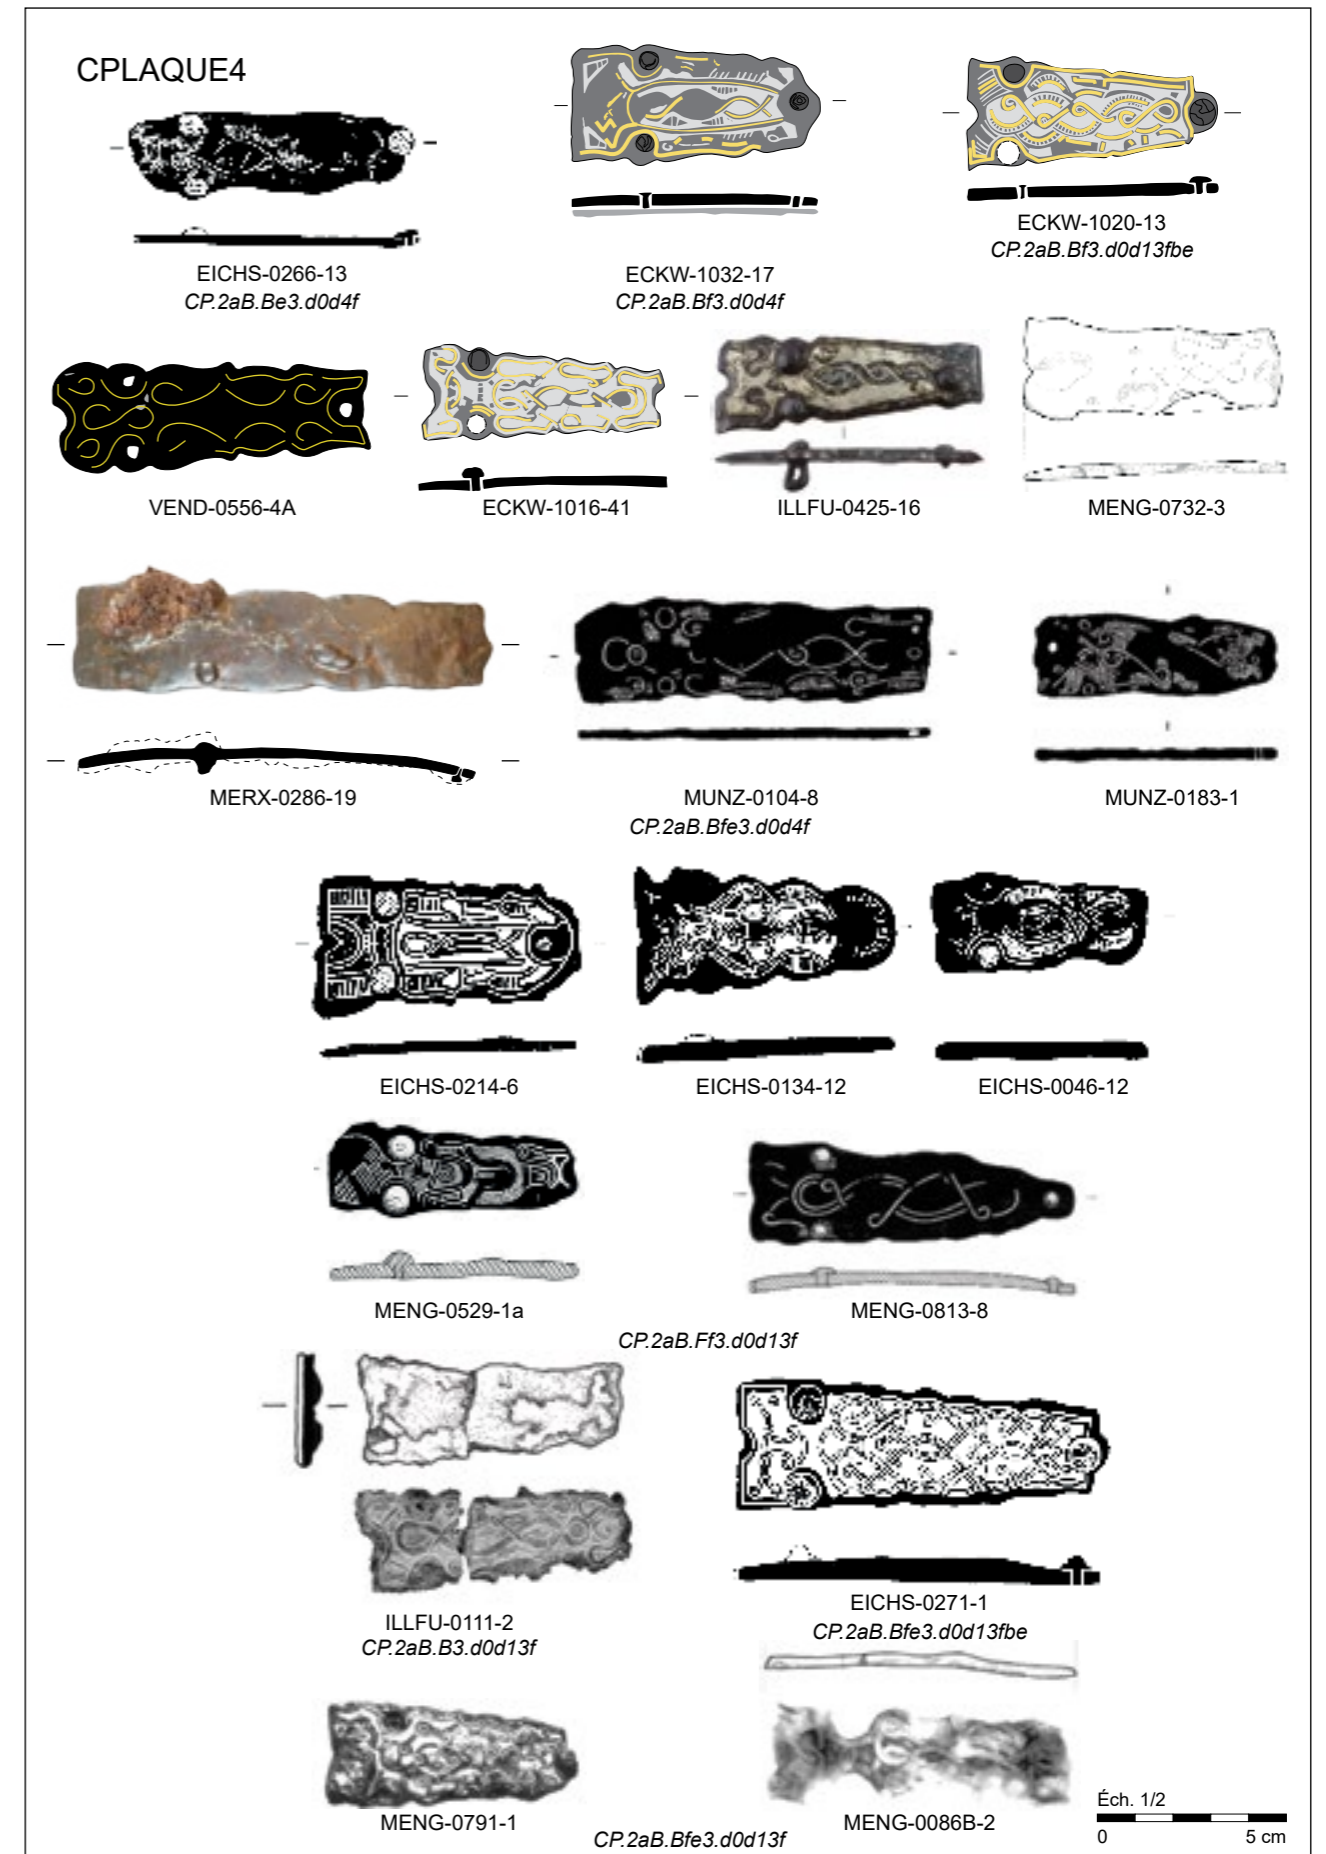 CPLAQUE4
EICHS-0266-13
CP.2aB.Be3.d0d4f
ECKW-1032-17
CP.2aB.Bf3.d0d4f
ECKW-1020-13
CP.2aB.Bf3.d0d13fbe
VEND-0556-4A
ECKW-1016-41
ILLFU-0425-16
MENG-0732-3
MERX-0286-19
MUNZ-0104-8
MUNZ-0183-1
CP.2aB.Bfe3.d0d4f
EICHS-0214-6
EICHS-0134-12
EICHS-0046-12
MENG-0529-1a
MENG-0813-8
CP.2aB.Ff3.d0d13f
ILLFU-0111-2
CP.2aB.B3.d0d13f
EICHS-0271-1
CP.2aB.Bfe3.d0d13fbe
MENG-0791-1
MENG-0086B-2
CP.2aB.Bfe3.d0d13f
Éch. 1/2
0 5 cm